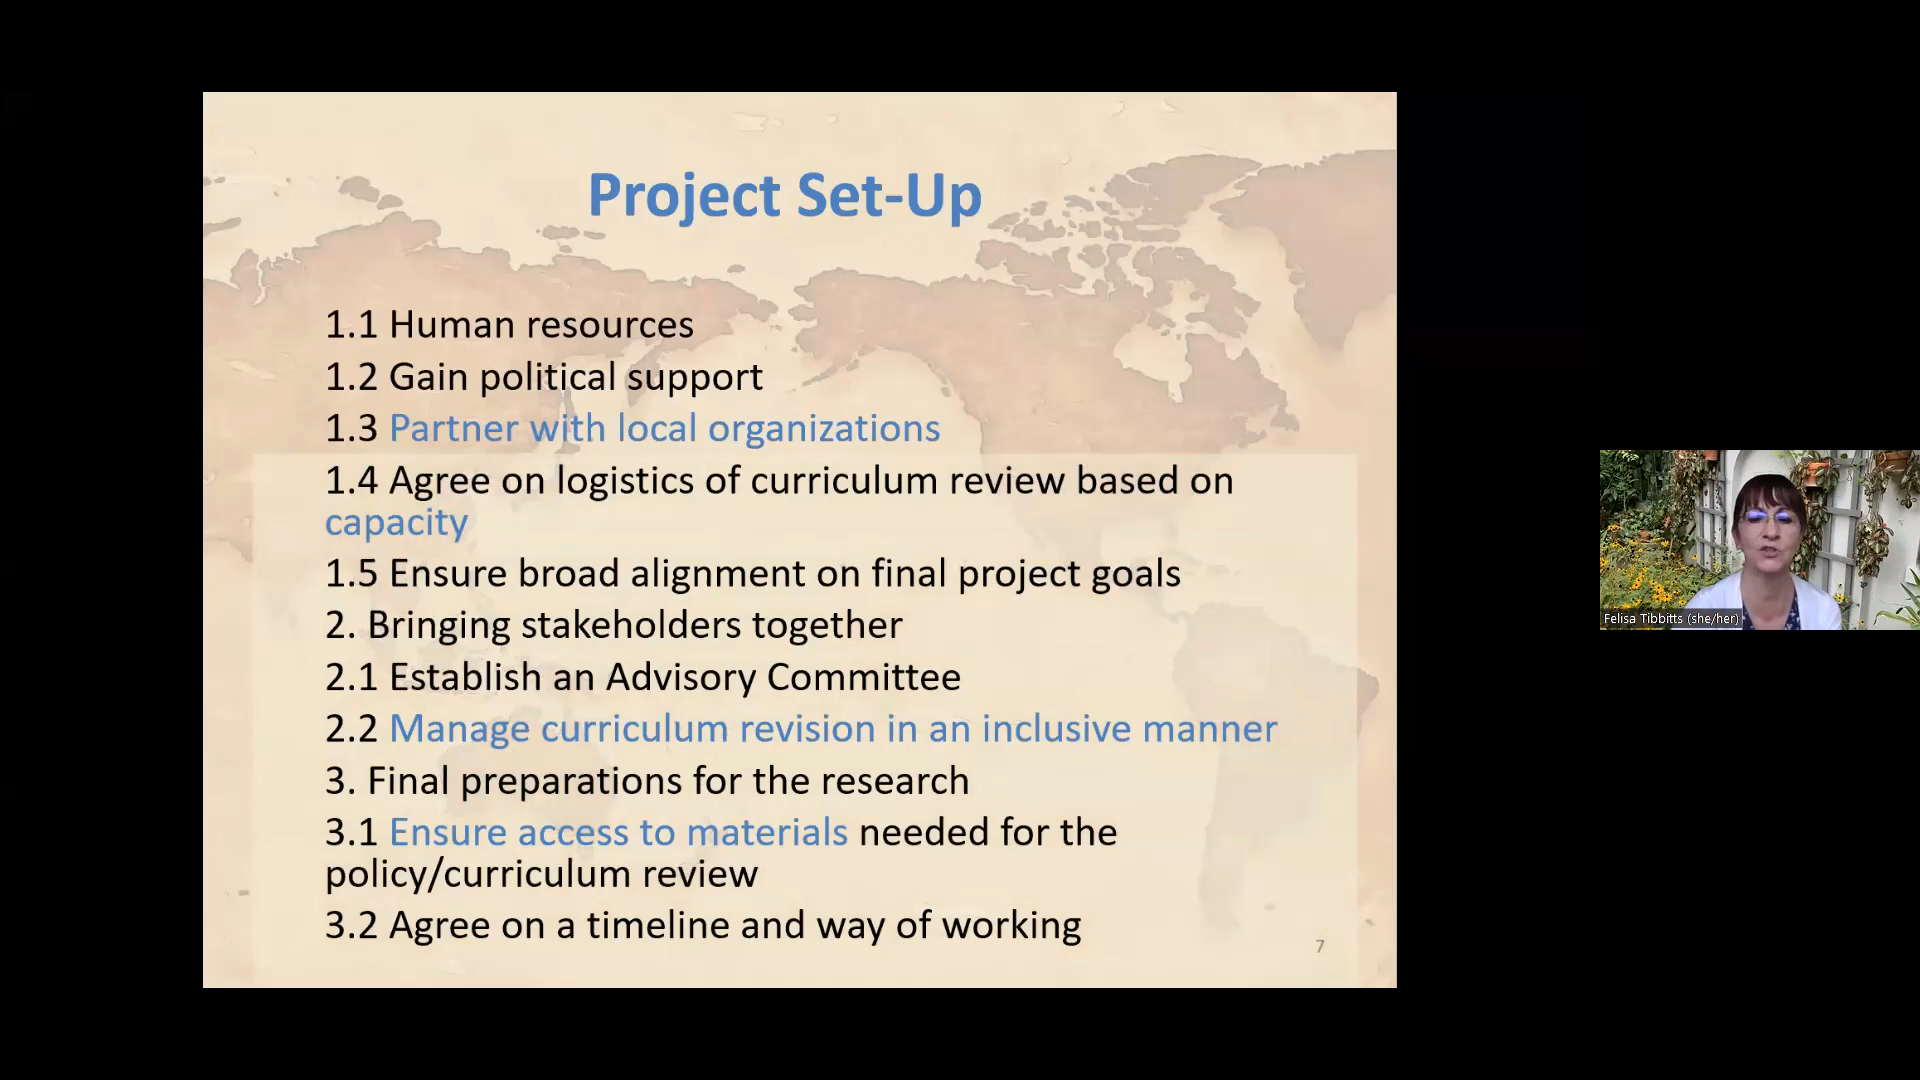 Project Set-Up
1.1 Human resources
1.2 Gain political support
1.3 Partner with local organizations
1.4 Agree on logistics of curriculum review based on
capacity
1.5 Ensure broad alignment on final project goals
2. Bringing stakeholders together
2.1 Establish an Advisory Committee
2.2 Manage curriculum revision in an inclusive manner
3. Final preparations for the research
3.1 Ensure access to materials needed for the
policy/curriculum review
3.2 Agree on a timeline and way of working
7
Felisa Tibbitts (she/her)